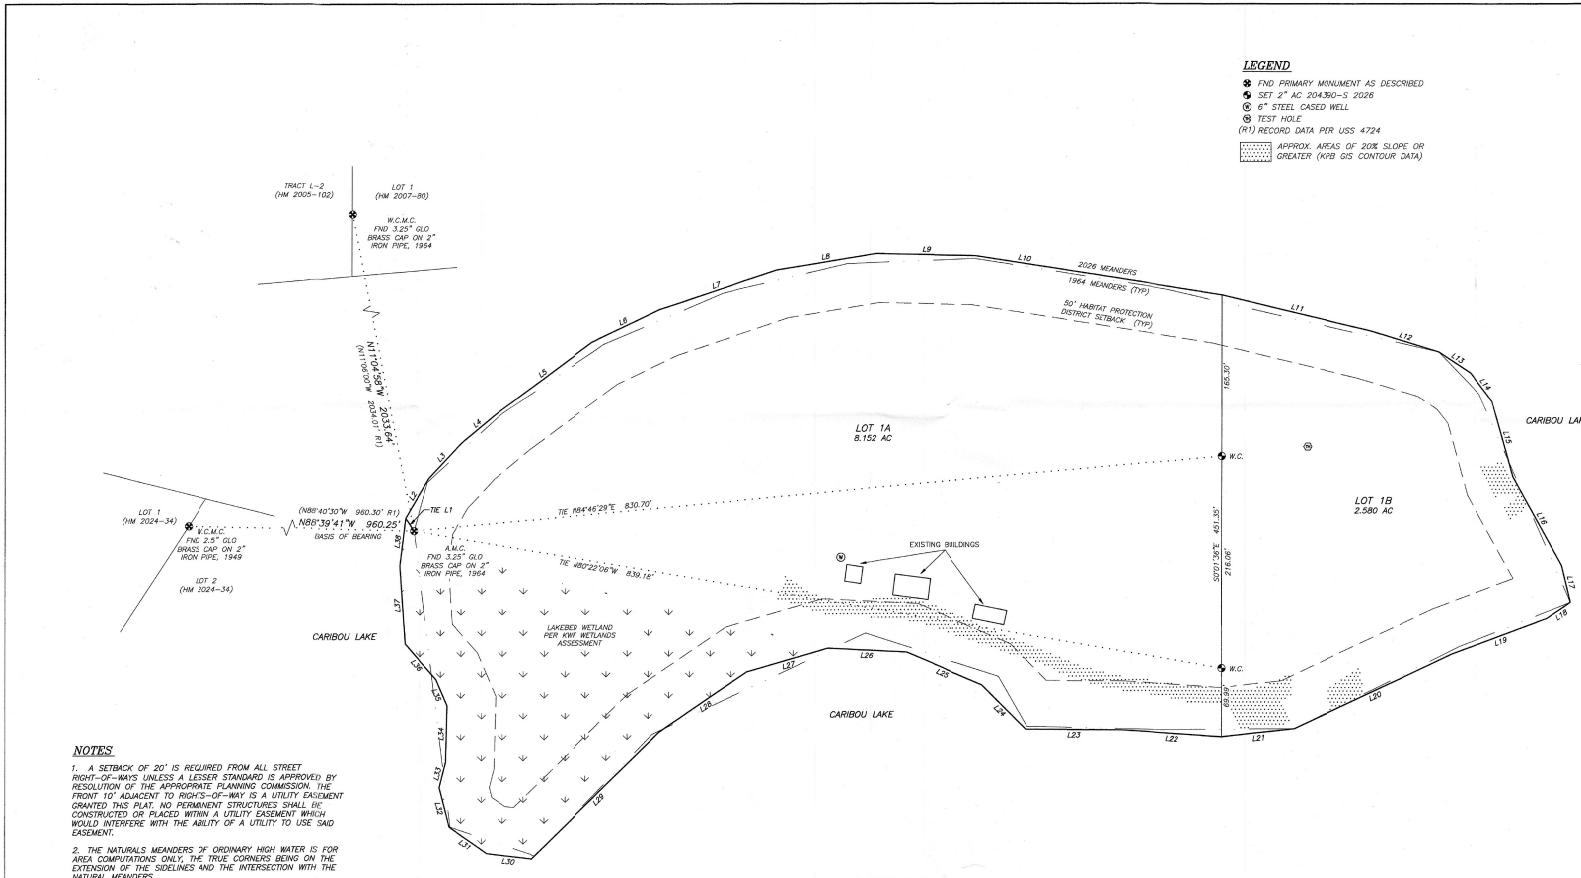 LEGEND
FND PRIMARY MONUMENT AS DESCRIBED
SET 2" AC 204390-S 2026
6" STEEL CASED WELL
TEST HOLE
(R1) RECORD DATA PER USS 4724
APPROX. AREAS OF 20% SLOPE OR
GREATER (KPB GIS CONTOUR DATA)
TRACT L-2
(HM 2005-102)
LOT 1
(HM 2007-80)
W.C.M.C.
FND 3.25" GLO
BRASS CAP ON 2"
IRON PIPE, 1954
N11°04'58"W 2033.64'
(N11°06'00"W 2034.01' R1)
L9
L8
L10
L7
2026 MEANDERS
1964 MEANDERS (TYP)
50' HABITAT PROTECTION
DISTRICT SETBACK (TYP)
L6
L11
L12
L13
L14
L5
L4
L3
L2
L15
165.30'
LOT 1A
8.152 AC
CARIBOU LAK
W.C.
TIE N84°46'29"E 830.70'
TIE L1
LOT 1
(HM 2024-34)
(N88°40'30"W 960.30' R1)
N88°39'41"W 960.25'
BASIS OF BEARING
W.C.M.C.
FND 2.5" GLO
BRASS CAP ON 2"
IRON PIPE, 1949
LOT 2
(HM 2024-34)
L38
A.M.C.
FND 3.25" GLO
BRASS CAP ON 2"
IRON PIPE, 1964
TIE N80°22'06"W 839.18'
EXISTING BUILDINGS
W
S0°01'36"E 451.35'
216.06'
LOT 1B
2.580 AC
L16
L17
L18
L19
L20
L21
L22
L23
L24
L25
L26
L27
L28
L29
L30
L31
L32
L33
L34
L35
L36
L37
W.C.
69.99'
CARIBOU LAKE
LAKEBED WETLAND
PER KWF WETLANDS
ASSESSMENT
CARIBOU LAKE
NOTES
1. A SETBACK OF 20' IS REQUIRED FROM ALL STREET
RIGHT-OF-WAYS UNLESS A LESSER STANDARD IS APPROVED BY
RESOLUTION OF THE APPROPRATE PLANNING COMMISSION. THE
FRONT 10' ADJACENT TO RIGHTS-OF-WAY IS A UTILITY EASEMENT
GRANTED THIS PLAT. NO PERMANENT STRUCTURES SHALL BE
CONSTRUCTED OR PLACED WITHIN A UTILITY EASEMENT WHICH
WOULD INTERFERE WITH THE ABILITY OF A UTILITY TO USE SAID
EASEMENT.
2. THE NATURALS MEANDERS OF ORDINARY HIGH WATER IS FOR
AREA COMPUTATIONS ONLY, THE TRUE CORNERS BEING ON THE
EXTENSION OF THE SIDELINES AND THE INTERSECTION WITH THE
NATURAL MEANDERS.